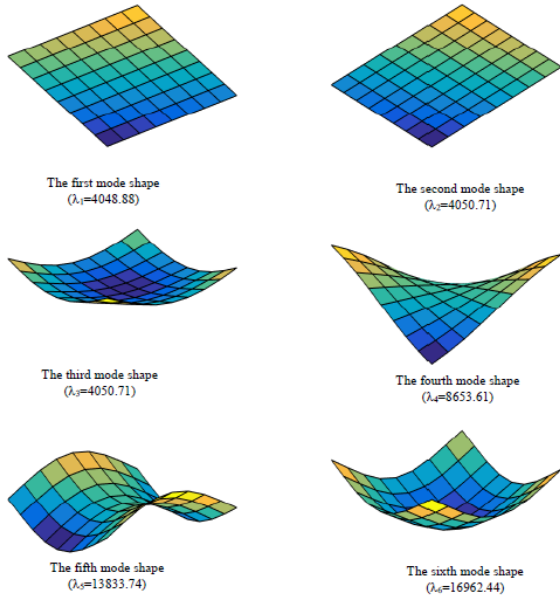 The first mode shape
(λ₁=4048.88)
The second mode shape
(λ₂=4050.71)
The third mode shape
(λ₃=4050.71)
The fourth mode shape
(λ₄=8653.61)
The fifth mode shape
(λ₅=13833.74)
The sixth mode shape
(λ₆=16962.44)